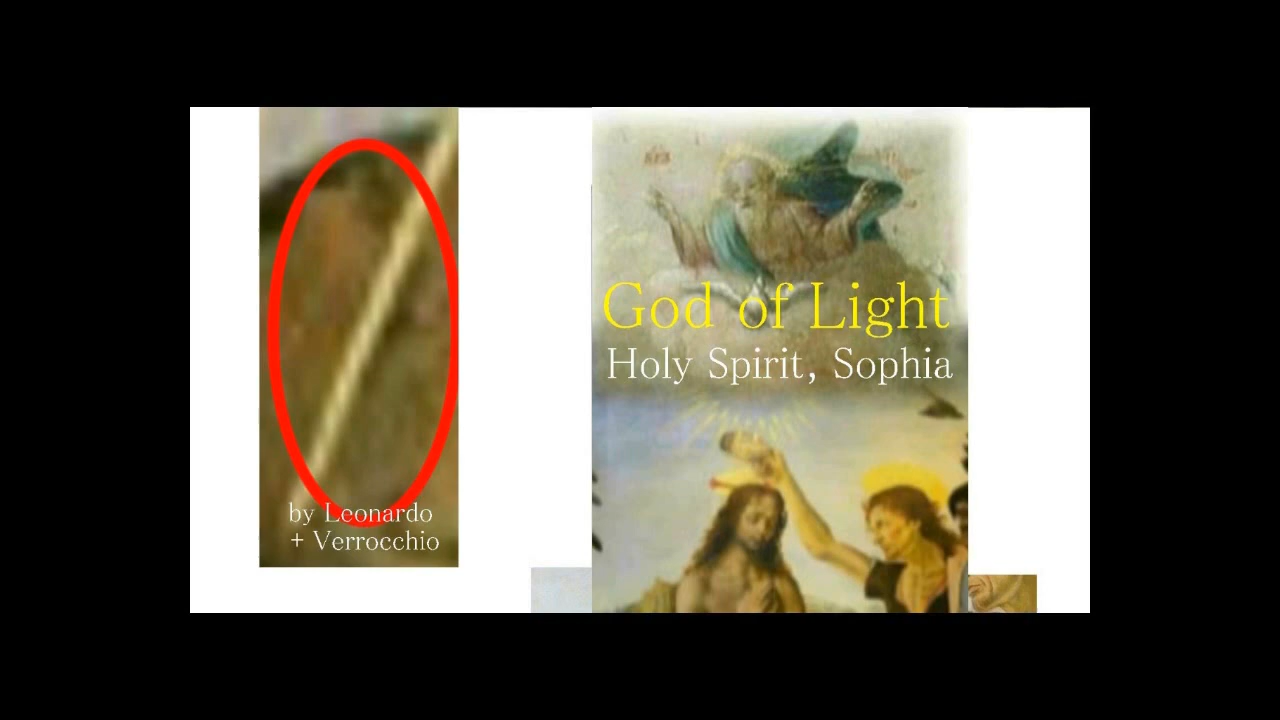 by Leonardo
+ Verrocchio
God of Light
Holy Spirit, Sophia